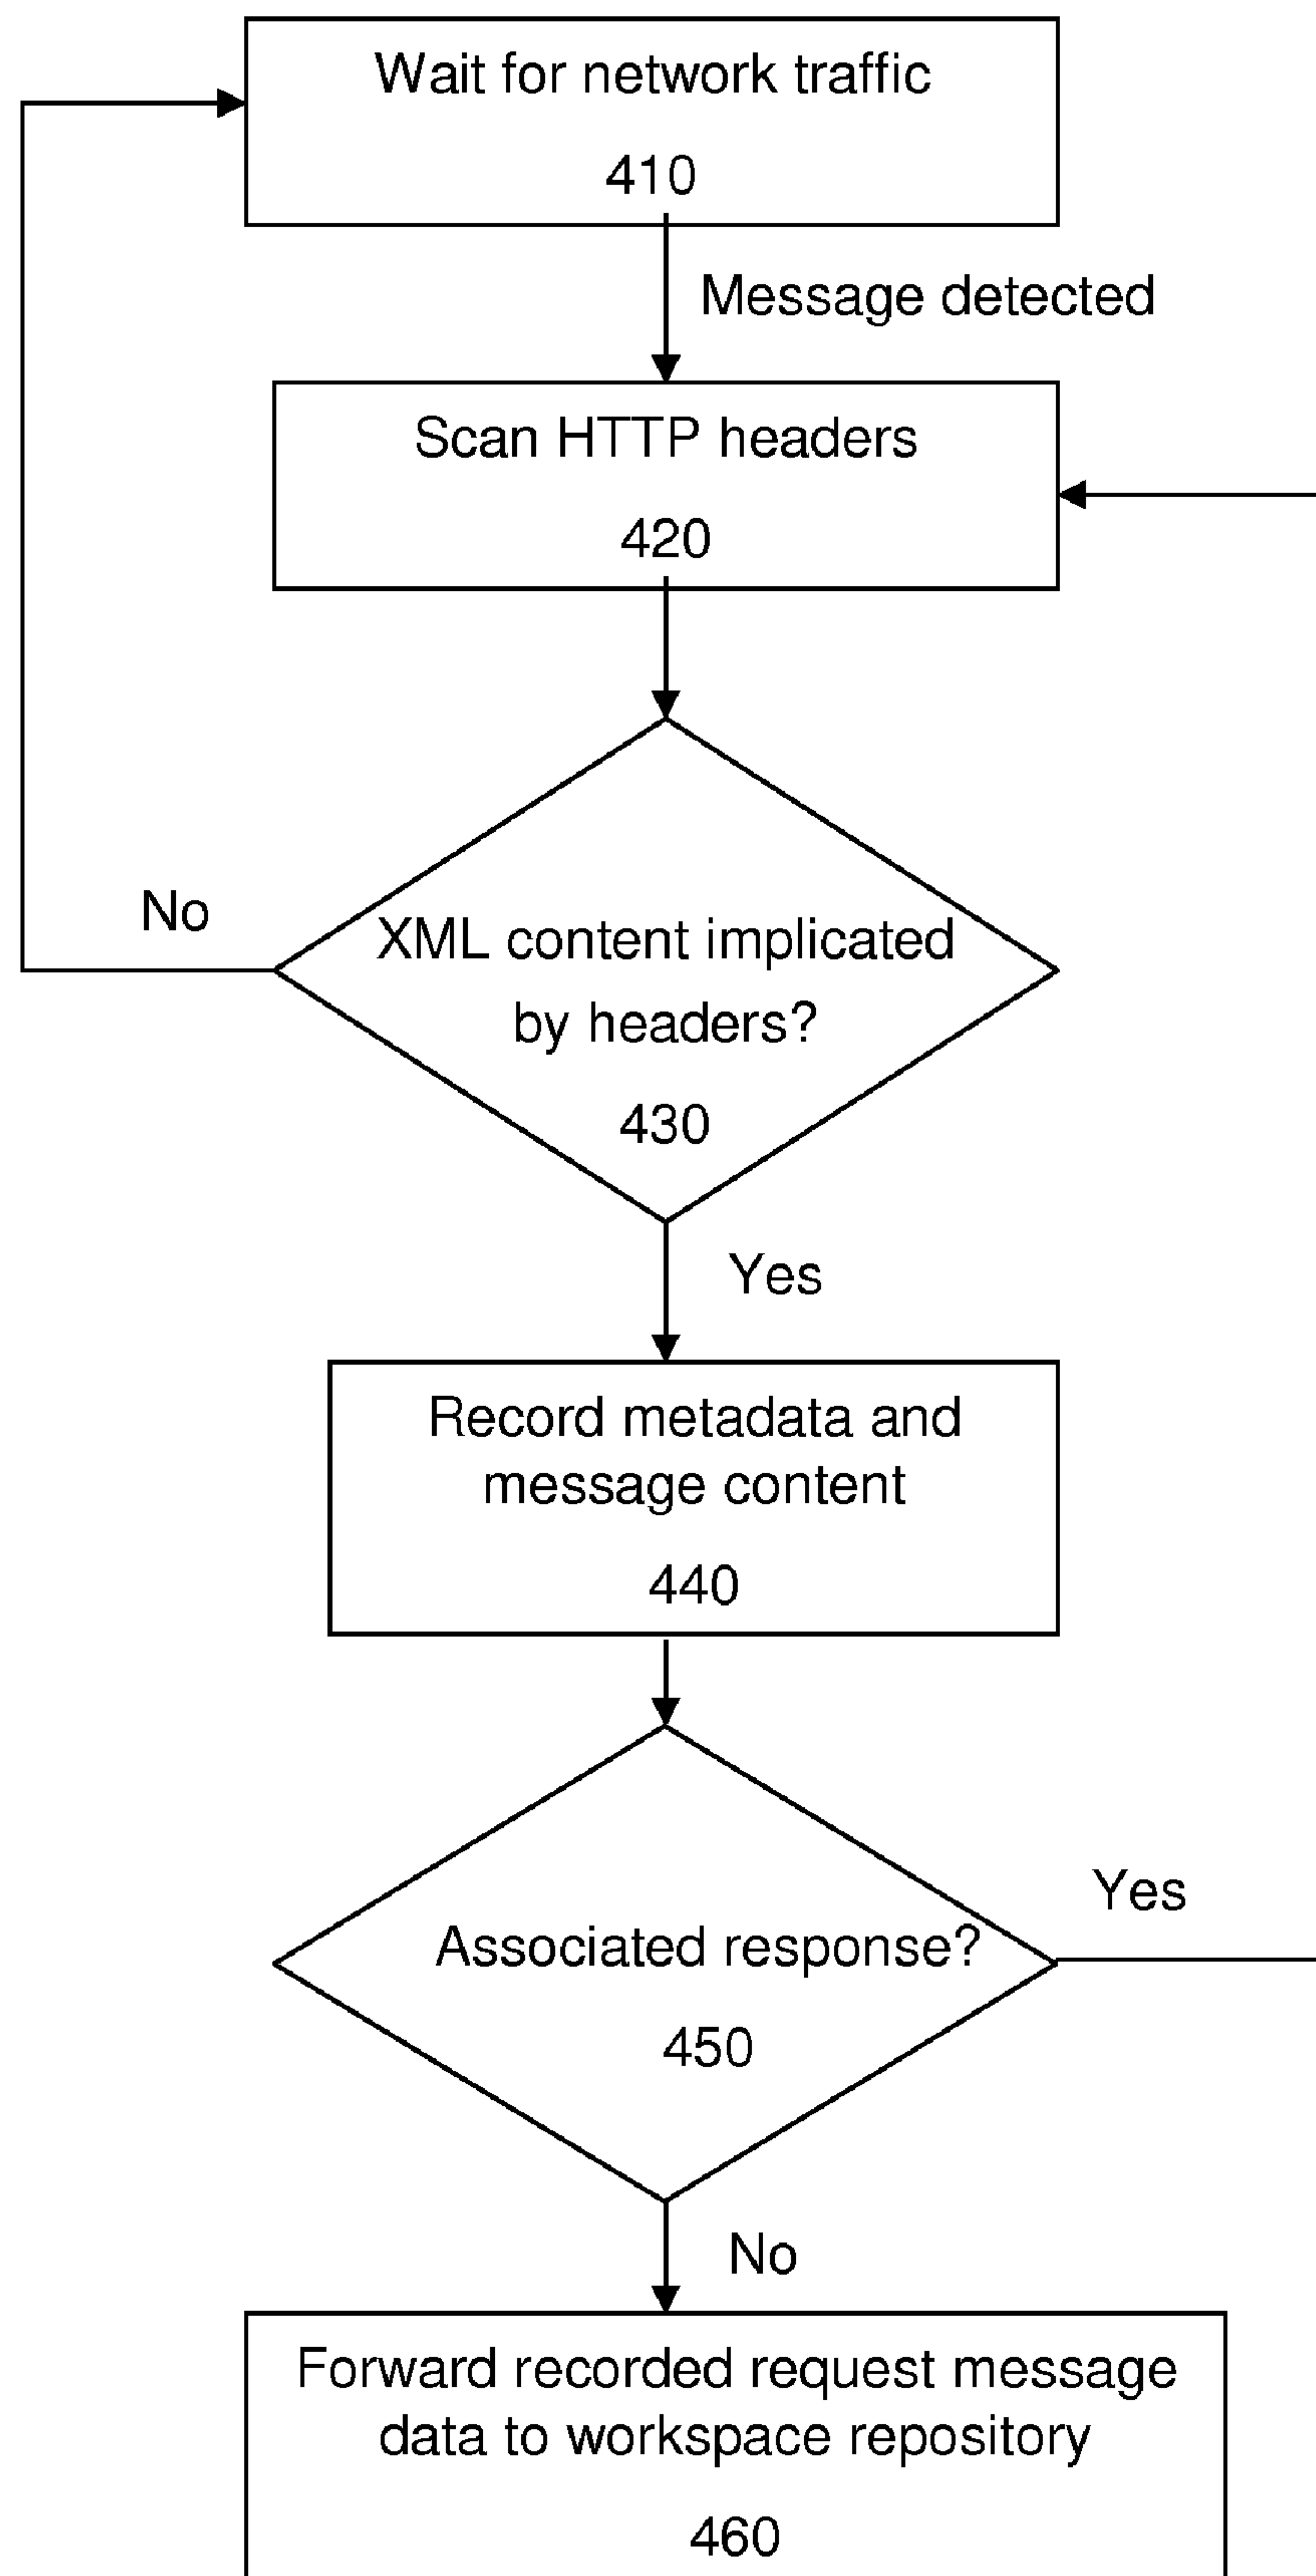 Wait for network traffic
410
Message detected
Scan HTTP headers
420
No
XML content implicated
by headers?
430
Yes
Record metadata and
message content
440
Yes
Associated response?
450
No
Forward recorded request message
data to workspace repository
460